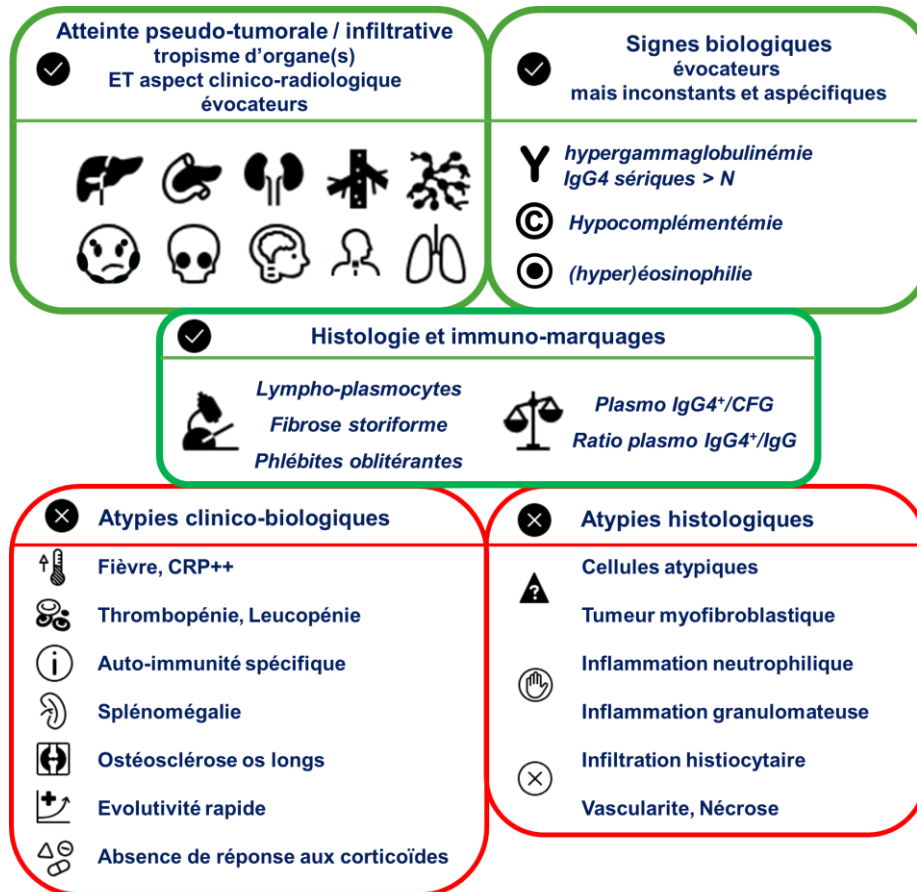 Atteinte pseudo-tumorale / infiltrative
tropisme d'organe(s)
ET aspect clinico-radiologique
évocateurs
Signes biologiques
évocateurs
mais inconstants et aspécifiques
hypergammaglobulinémie
IgG4 sériques > N
Hypocomplémentémie
(hyper)éosinophilie
Histologie et immuno-marquages
Lympho-plasmocytes
Fibrose storiforme
Phlébites oblitérantes
Plasmo IgG4⁺/CFG
Ratio plasmo IgG4⁺/IgG
Atypies clinico-biologiques
Fièvre, CRP++
Thrombopénie, Leucopénie
Auto-immunité spécifique
Splénomégalie
Ostéosclérose os longs
Evolutivité rapide
Absence de réponse aux corticoïdes
Atypies histologiques
Cellules atypiques
Tumeur myofibroblastique
Inflammation neutrophilique
Inflammation granulomateuse
Infiltration histiocytaire
Vascularite, Nécrose